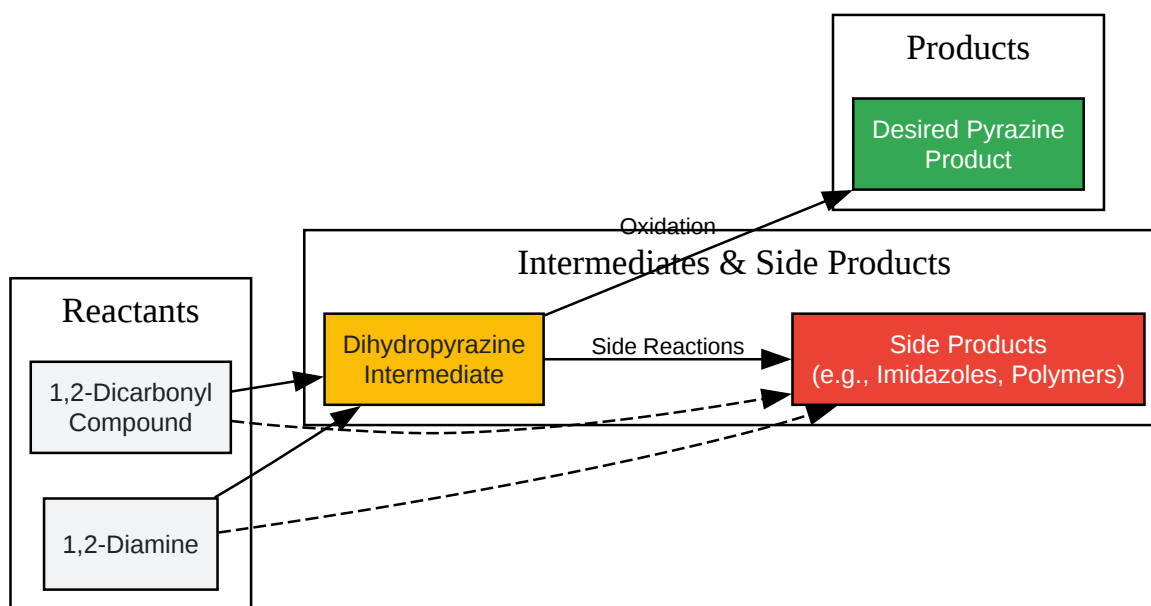 Products
Desired Pyrazine
Product
Oxidation
Intermediates & Side Products
Reactants
Dihydropyrazine
Intermediate
Side Reactions
Side Products
(e.g., Imidazoles, Polymers)
1,2-Dicarbonyl
Compound
1,2-Diamine